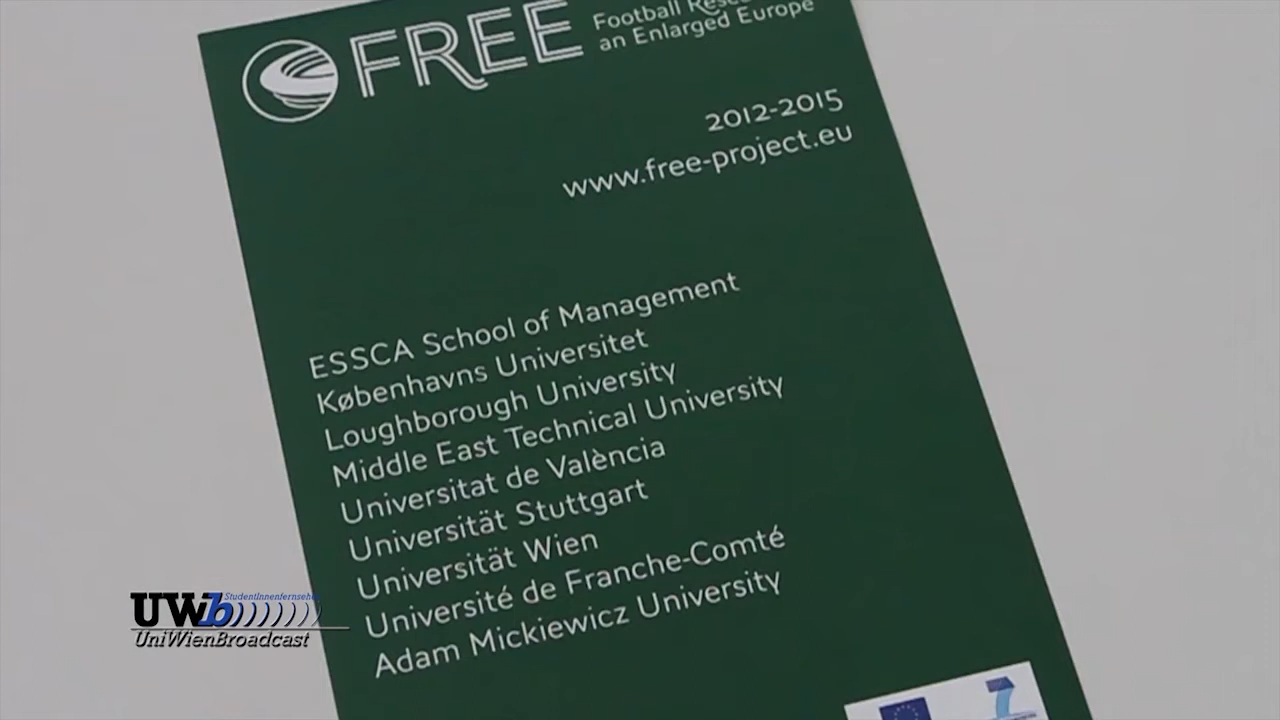 FREE
Football
an Enlarged Europe
2012-2015
www.free-project.eu
ESSCA School of Management
Københavns Universitet
Loughborough University
Middle East Technical University
Universitat de València
Universität Stuttgart
Universität Wien
Université de Franche-Comté
Adam Mickiewicz University
UWb
UniWienBroadcast